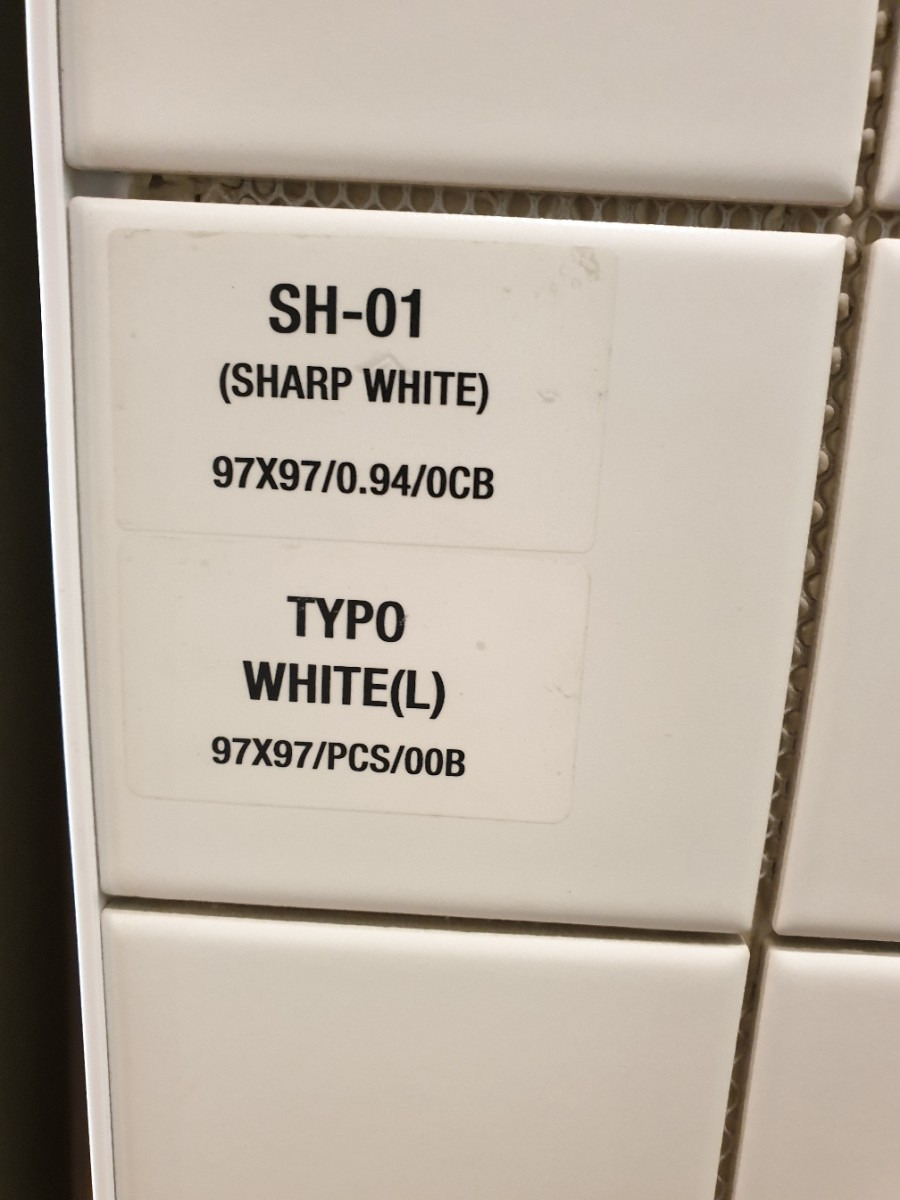 SH-01
(SHARP WHITE)
97X97/0.94/0CB
TYPO
WHITE(L)
97X97/PCS/00B